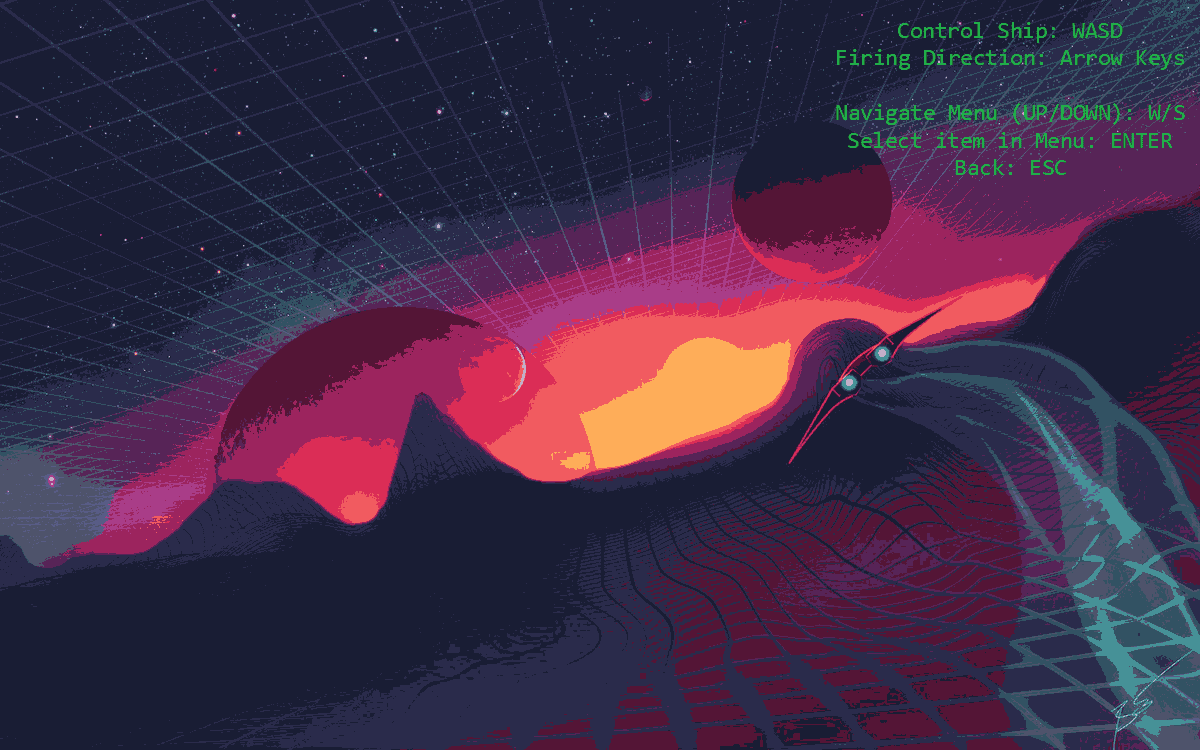 Control Ship: WASD
Firing Direction: Arrow Keys
Navigate Menu (UP/DOWN): W/S
Select item in Menu: ENTER
Back: ESC